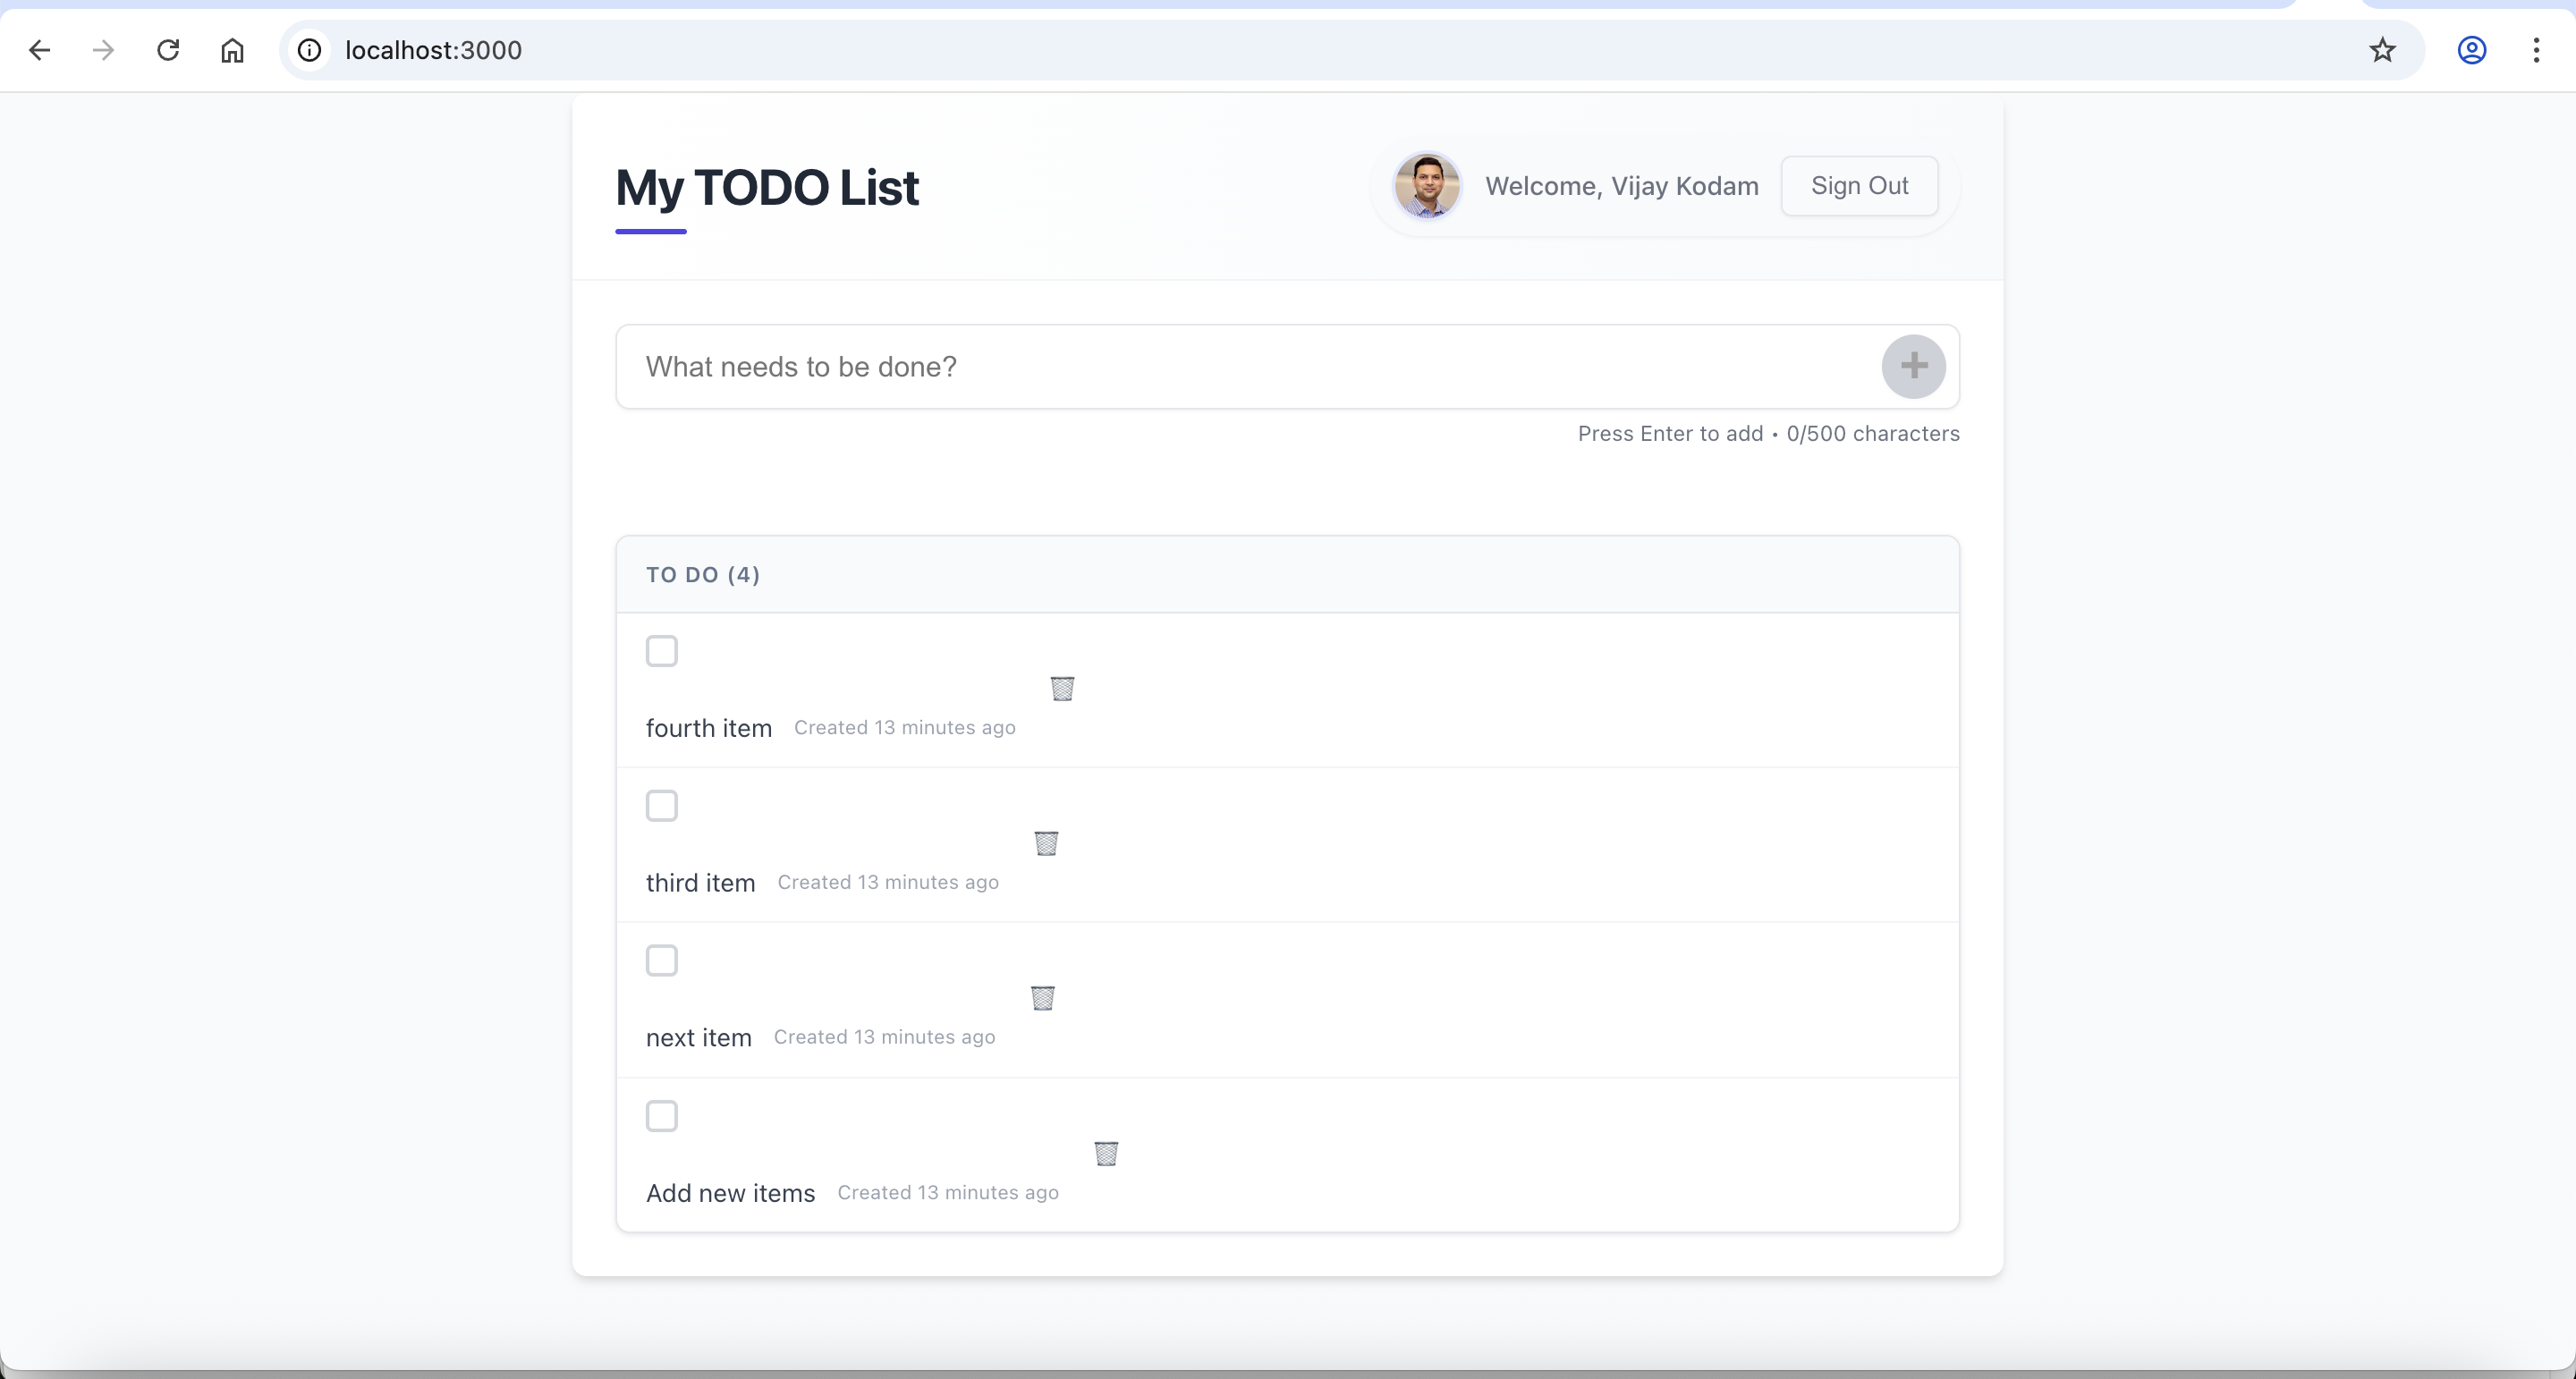 localhost:3000
My TODO List
Welcome, Vijay Kodam
Sign Out
What needs to be done?
Press Enter to add • 0/500 characters
TO DO (4)
fourth item Created 13 minutes ago
third item Created 13 minutes ago
next item Created 13 minutes ago
Add new items Created 13 minutes ago